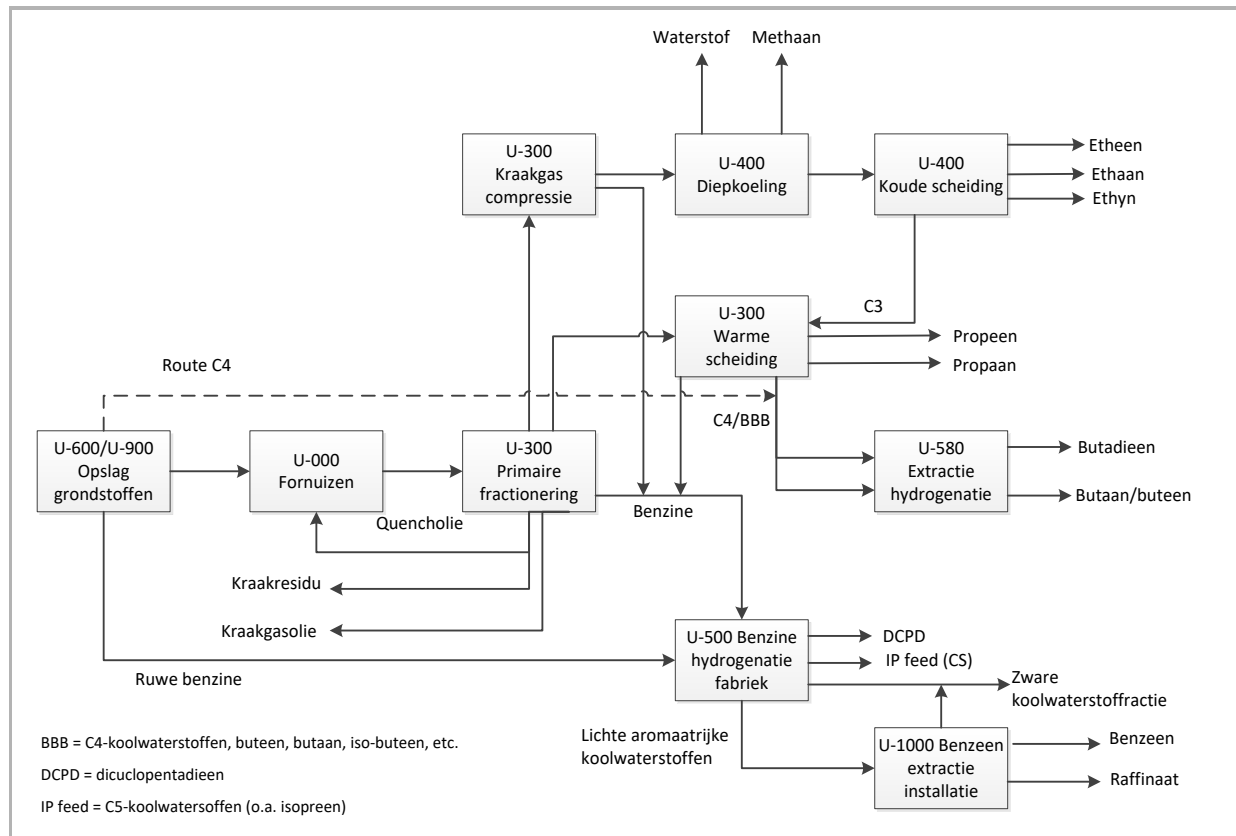 Waterstof
Methaan
U-300
Kraakgas
compressie
U-400
Diepkoeling
U-400
Koude scheiding
Etheen
Ethaan
Ethyn
C3
U-300
Warme
scheiding
Propeen
Propaan
Route C4
C4/BBB
U-600/U-900
Opslag
grondstoffen
U-000
Fornuizen
U-300
Primaire
fractionering
U-580
Extractie
hydrogenatie
Butadieen
Butaan/buteen
Quencholie
Benzine
Kraakresidu
Kraakgasolie
U-500 Benzine
hydrogenatie
fabriek
DCPD
IP feed (CS)
Zware
koolwaterstoffractie
Ruwe benzine
Lichte aromaatrijke
koolwaterstoffen
U-1000 Benzeen
extractie
installatie
Benzeen
Raffinaat
BBB = C4-koolwaterstoffen, buteen, butaan, iso-buteen, etc.
DCPD = dicuclopentadieen
IP feed = C5-koolwatersoffen (o.a. isopreen)